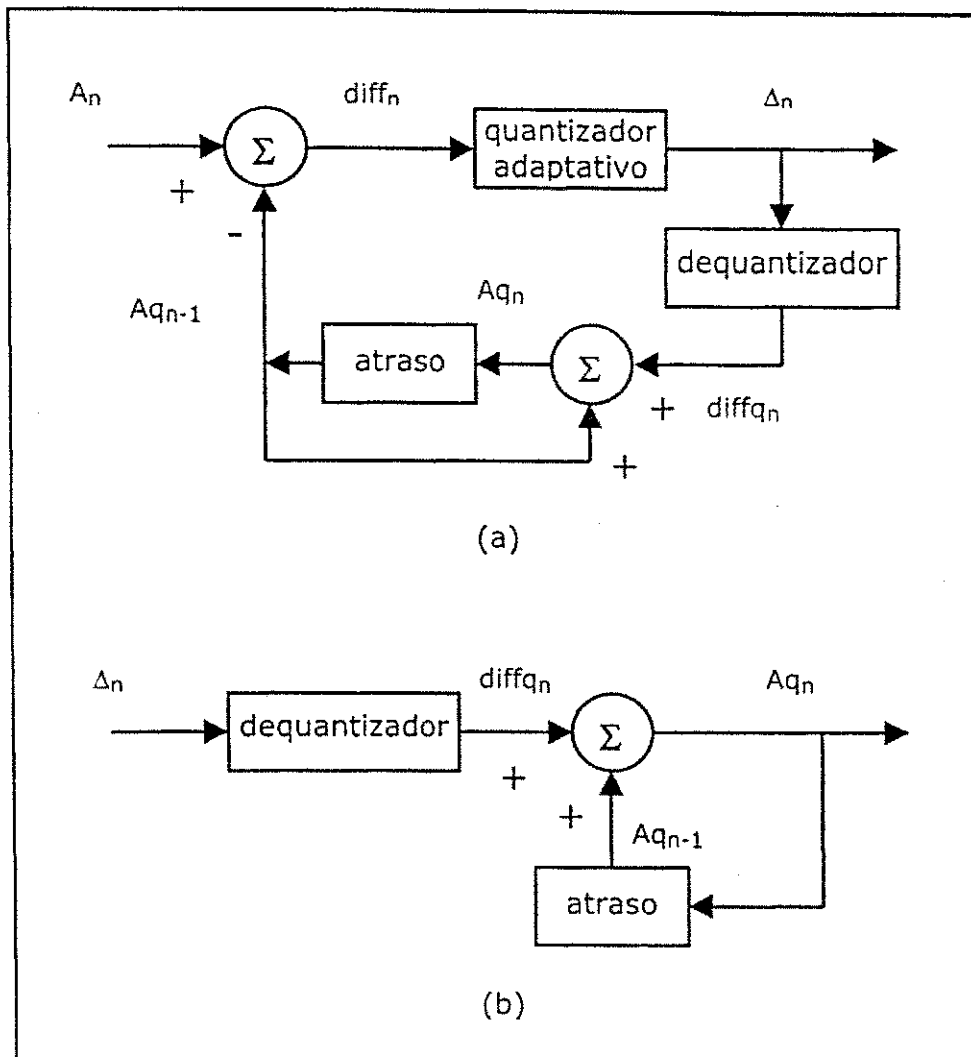 Aₙ
diffₙ
Δₙ
Σ
quantizador
adaptativo
+
-
dequantizador
Aqₙ₋₁
Aqₙ
atraso
Σ
+
diffqₙ
+
(a)
Δₙ
diffqₙ
Aqₙ
dequantizador
Σ
+
+
Aqₙ₋₁
atraso
(b)